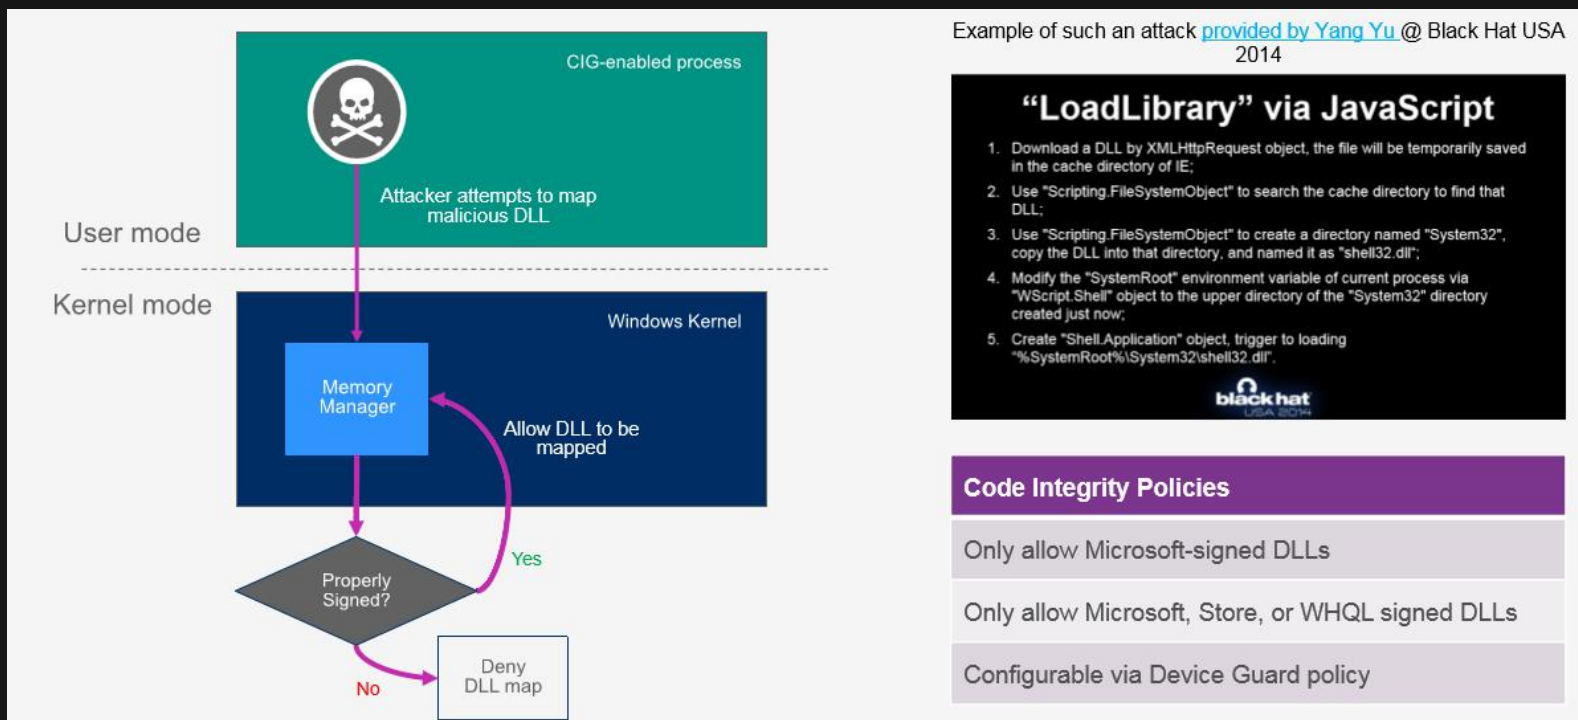 CIG-enabled process
Attacker attempts to map
malicious DLL
User mode
Kernel mode
Windows Kernel
Memory
Manager
Allow DLL to be
mapped
Yes
Properly
Signed?
No
Deny
DLL map
Example of such an attack provided by Yang Yu @ Black Hat USA
2014
“LoadLibrary” via JavaScript
1. Download a DLL by XMLHttpRequest object, the file will be temporarily saved
in the cache directory of IE;
2. Use "Scripting.FileSystemObject" to search the cache directory to find that
DLL;
3. Use "Scripting.FileSystemObject" to create a directory named "System32",
copy the DLL into that directory, and named it as "shell32.dll";
4. Modify the "SystemRoot" environment variable of current process via
"WScript.Shell" object to the upper directory of the "System32" directory
created just now;
5. Create "Shell.Application" object, trigger to loading
"%SystemRoot%\System32\shell32.dll".
black hat
USA 2014
Code Integrity Policies
Only allow Microsoft-signed DLLs
Only allow Microsoft, Store, or WHQL signed DLLs
Configurable via Device Guard policy